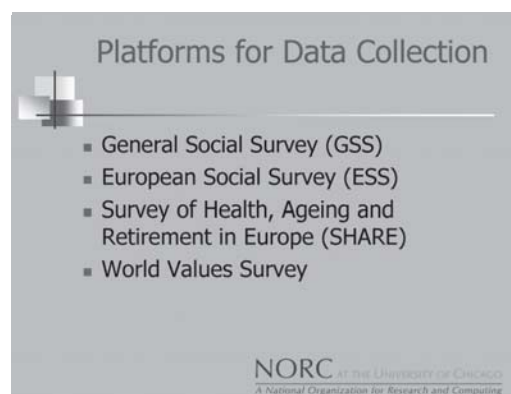 Platforms for Data Collection
General Social Survey (GSS)
European Social Survey (ESS)
Survey of Health, Ageing and
Retirement in Europe (SHARE)
World Values Survey
NORC AT THE UNIVERSITY OF CHICAGO
A National Organization for Research and Computing